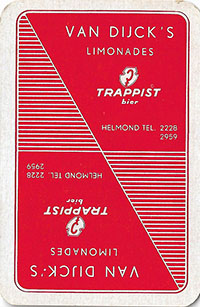 VAN DIJCK'S
LIMONADES
TRAPPIST
bier
HELMOND TEL. 2228
2959
HELMOND TEL. 2228
2959
TRAPPIST
bier
LIMONADES
VAN DIJCK'S